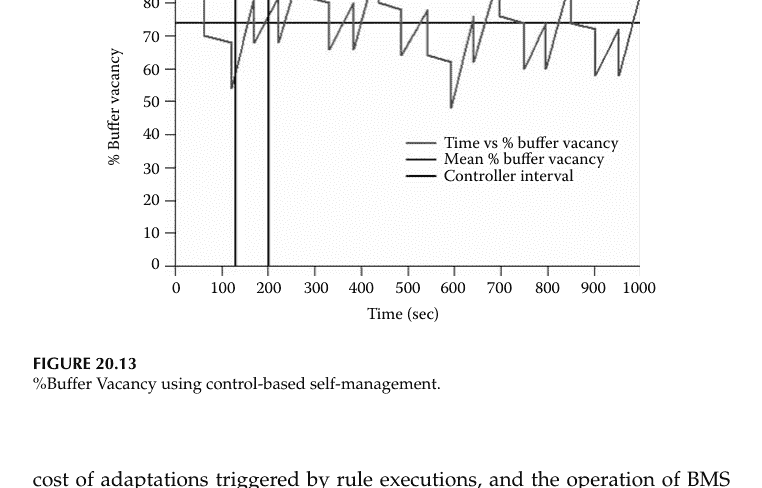 80
70
60
50
40
30
20
10
0
% Buffer vacancy
Time vs % buffer vacancy
Mean % buffer vacancy
Controller interval
0 100 200 300 400 500 600 700 800 900 1000
Time (sec)
FIGURE 20.13
%Buffer Vacancy using control-based self-management.
cost of adaptations triggered by rule executions, and the operation of BMS